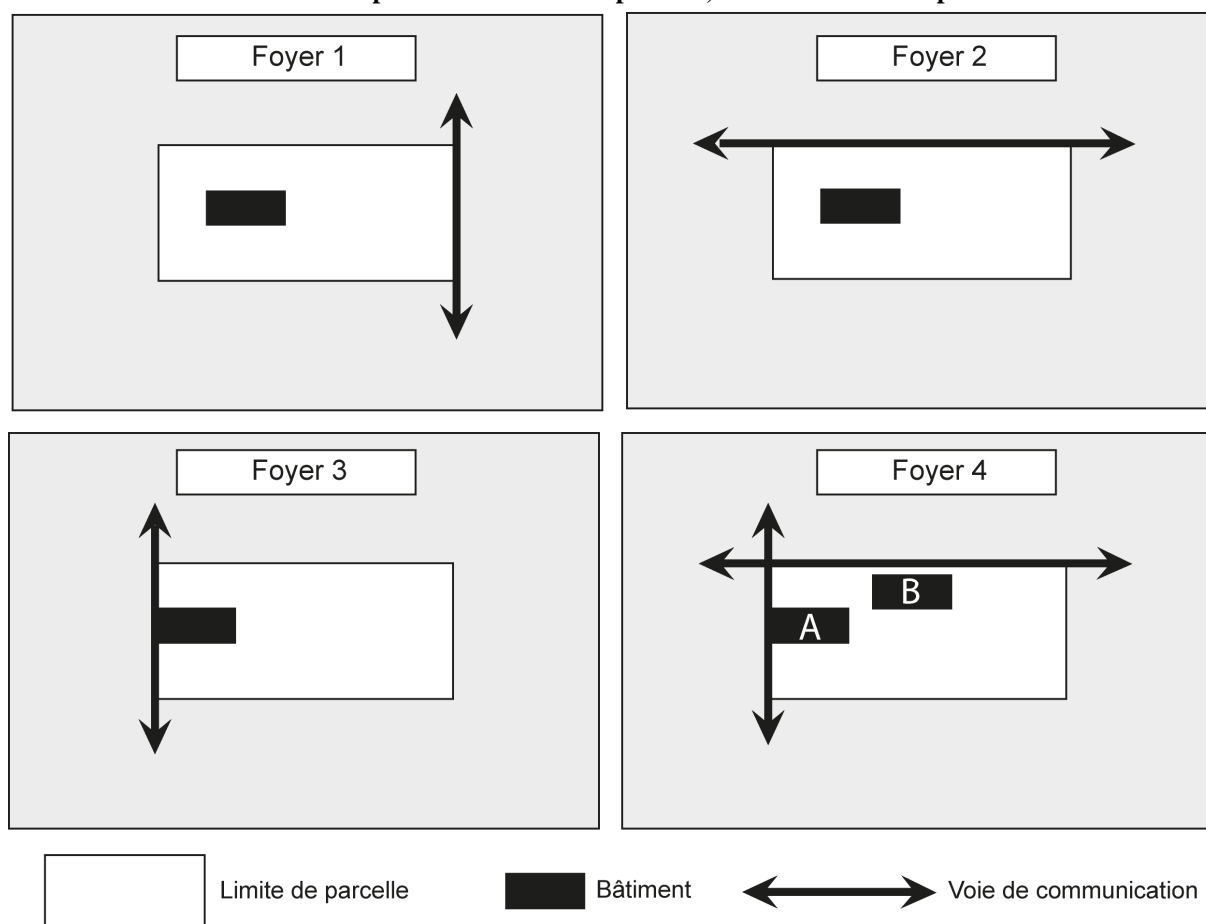 Foyer 1
Foyer 2
Foyer 3
Foyer 4
B
A
Limite de parcelle
Bâtiment
Voie de communication